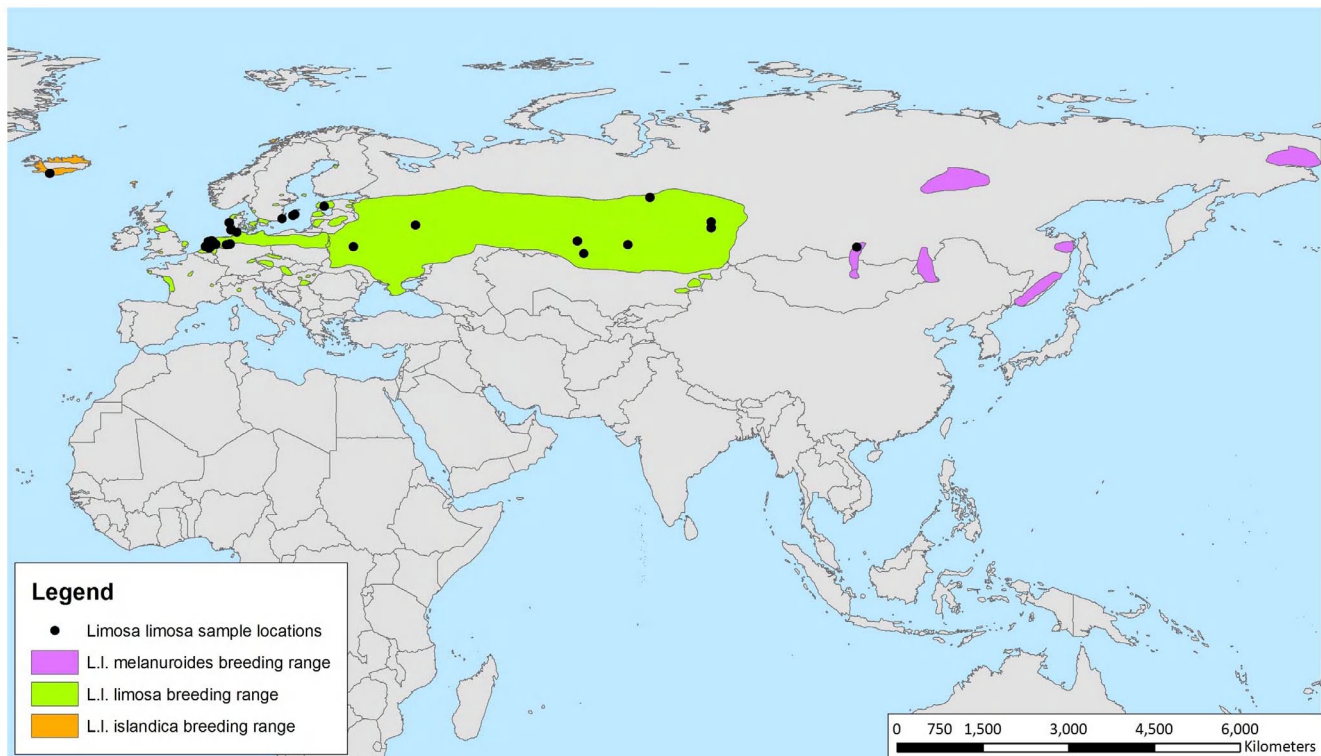 Legend
Limosa limosa sample locations
L.l. melanuroides breeding range
L.l. limosa breeding range
L.l. islandica breeding range
0 750 1,500 3,000 4,500 6,000
Kilometers